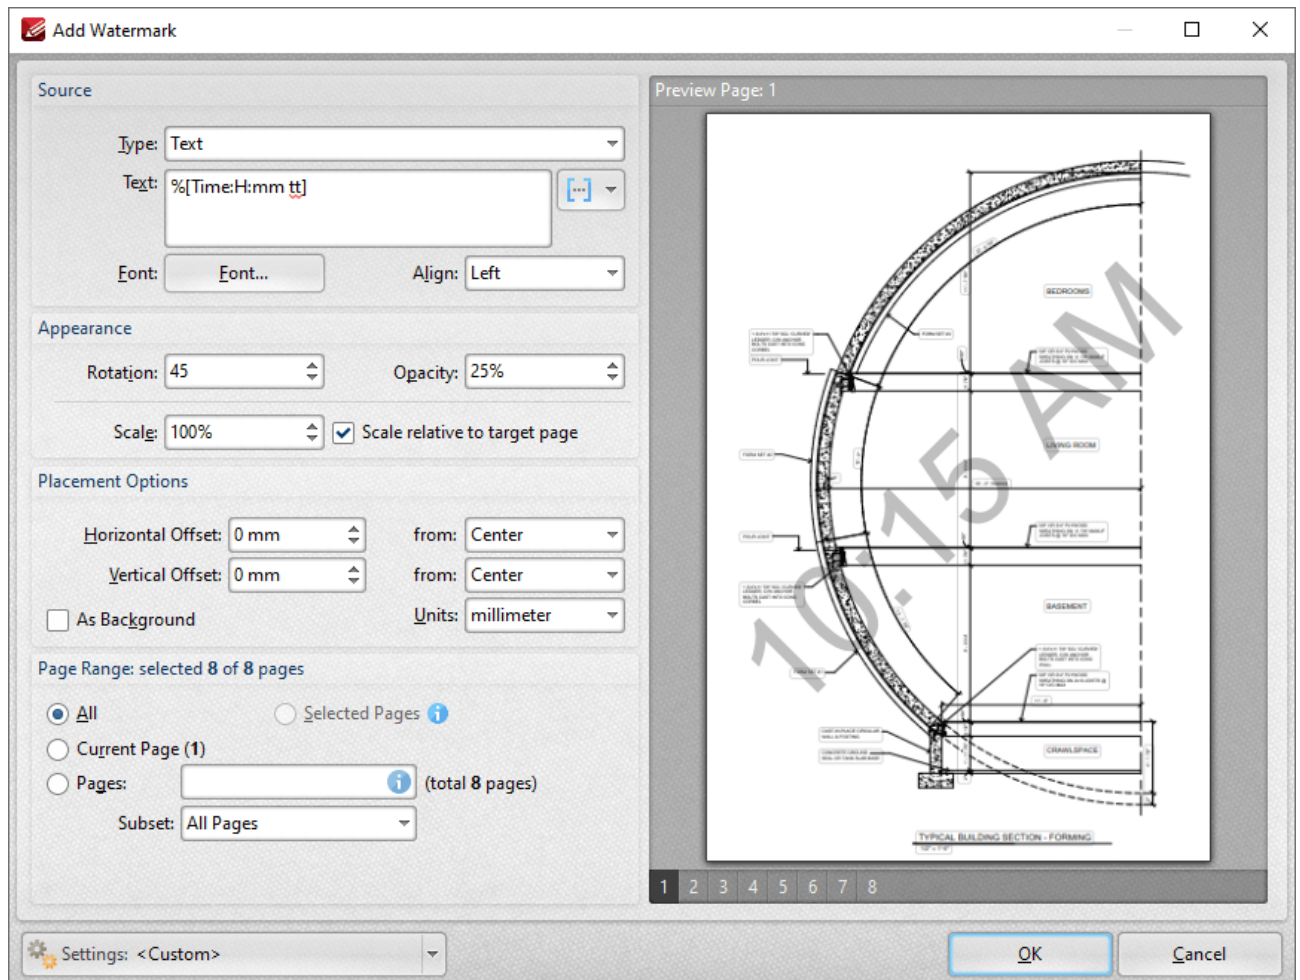 Add Watermark
Source
Type: Text
Text: %[Time:H:mm tt]
Font: Font... Align: Left
Appearance
Rotation: 45 Opacity: 25%
Scale: 100% Scale relative to target page
Placement Options
Horizontal Offset: 0 mm from: Center
Vertical Offset: 0 mm from: Center
As Background Units: millimeter
Page Range: selected 8 of 8 pages
All Selected Pages
Current Page (1)
Pages: (total 8 pages)
Subset: All Pages
Settings: <Custom>
Preview Page: 1
BEDROOMS
LIVING ROOM
BASEMENT
CRAWLSPACE
TYPICAL BUILDING SECTION - FORMING
10:15 AM
1 2 3 4 5 6 7 8
OK Cancel